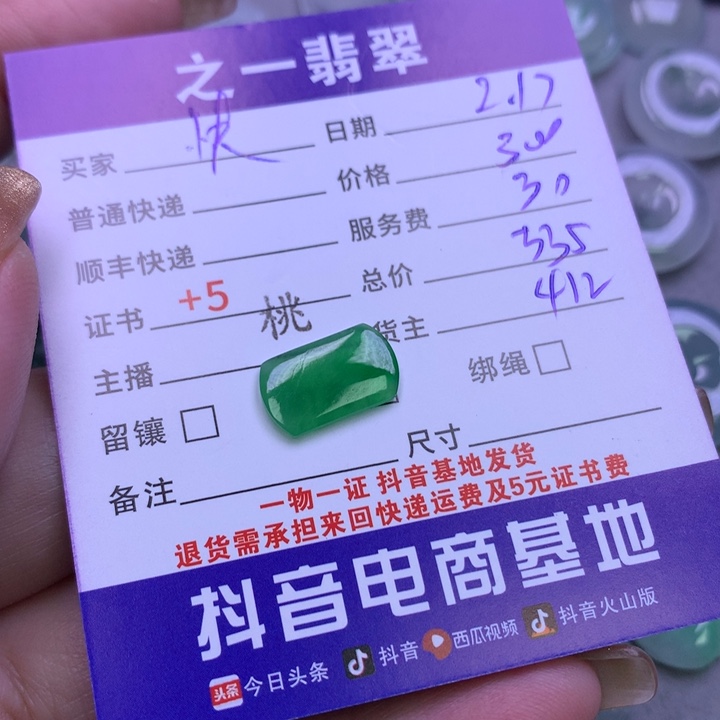 之一翡翠
买家 快 日期 2.17
普通快递 价格 300
顺丰快递 服务费 30
证书 +5 总价 335
主播 桃 货主 412
留镶 □ 绑绳 □
备注 尺寸
一物一证 抖音基地发货
退货需承担来回快递运费及5元证书费
抖音电商基地
头条 今日头条 抖音 西瓜视频 抖音火山版